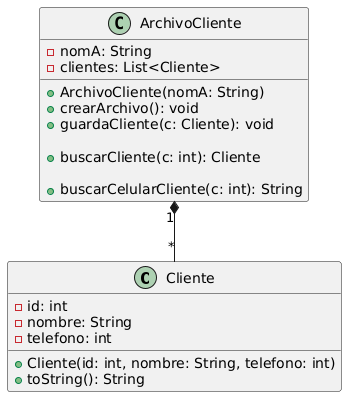 C ArchivoCliente
nomA: String
clientes: List<Cliente>
ArchivoCliente(nomA: String)
crearArchivo(): void
guardaCliente(c: Cliente): void
buscarCliente(c: int): Cliente
buscarCelularCliente(c: int): String
1
*
C Cliente
id: int
nombre: String
telefono: int
Cliente(id: int, nombre: String, telefono: int)
toString(): String